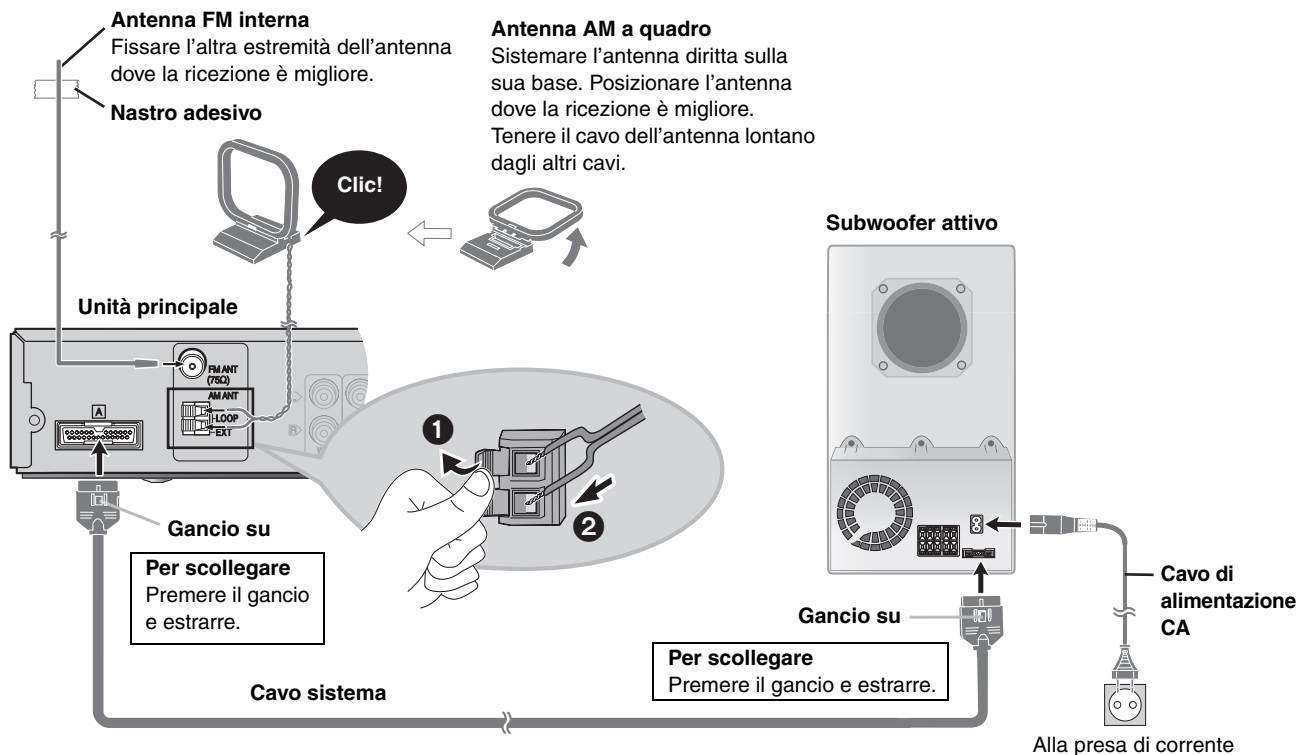 Antenna FM interna
Fissare l'altra estremità dell'antenna
dove la ricezione è migliore.
Nastro adesivo
Antenna AM a quadro
Sistemare l'antenna diritta sulla
sua base. Posizionare l'antenna
dove la ricezione è migliore.
Tenere il cavo dell'antenna lontano
dagli altri cavi.
Clic!
Subwoofer attivo
Unità principale
FM ANT
(75Ω)
AM ANT
LOOP
EXT
A
R
1
2
Gancio su
Per scollegare
Premere il gancio
e estrarre.
Cavo sistema
Gancio su
Per scollegare
Premere il gancio e estrarre.
Cavo di
alimentazione
CA
Alla presa di corrente